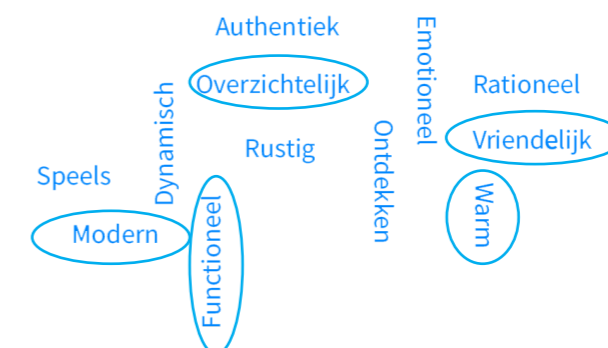 Authentiek
Emotioneel
Overzichtelijk
Rationeel
Dynamisch
Rustig
Ontdekken
Vriendelijk
Speels
Modern
Functioneel
Warm